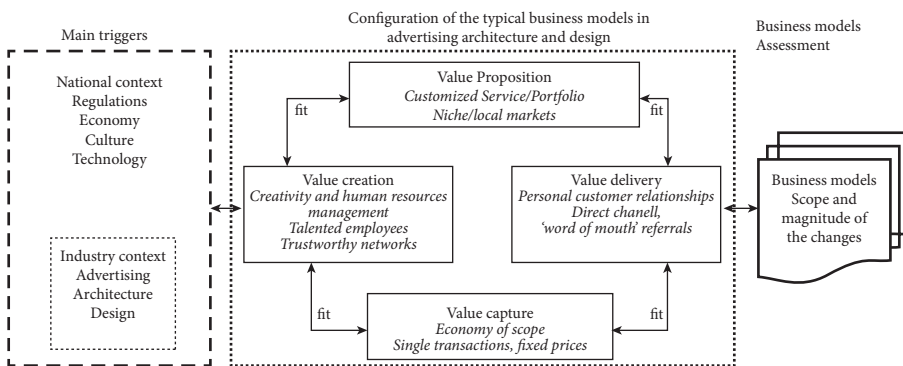 Main triggers
National context
Regulations
Economy
Culture
Technology
Industry context
Advertising
Architecture
Design
Configuration of the typical business models in
advertising architecture and design
Value Proposition
Customized Service/Portfolio
Niche/local markets
fit
fit
Value creation
Creativity and human resources
management
Talented employees
Trustworthy networks
Value delivery
Personal customer relationships
Direct chanell,
'word of mouth' referrals
fit
fit
Value capture
Economy of scope
Single transactions, fixed prices
Business models
Assessment
Business models
Scope and
magnitude of
the changes